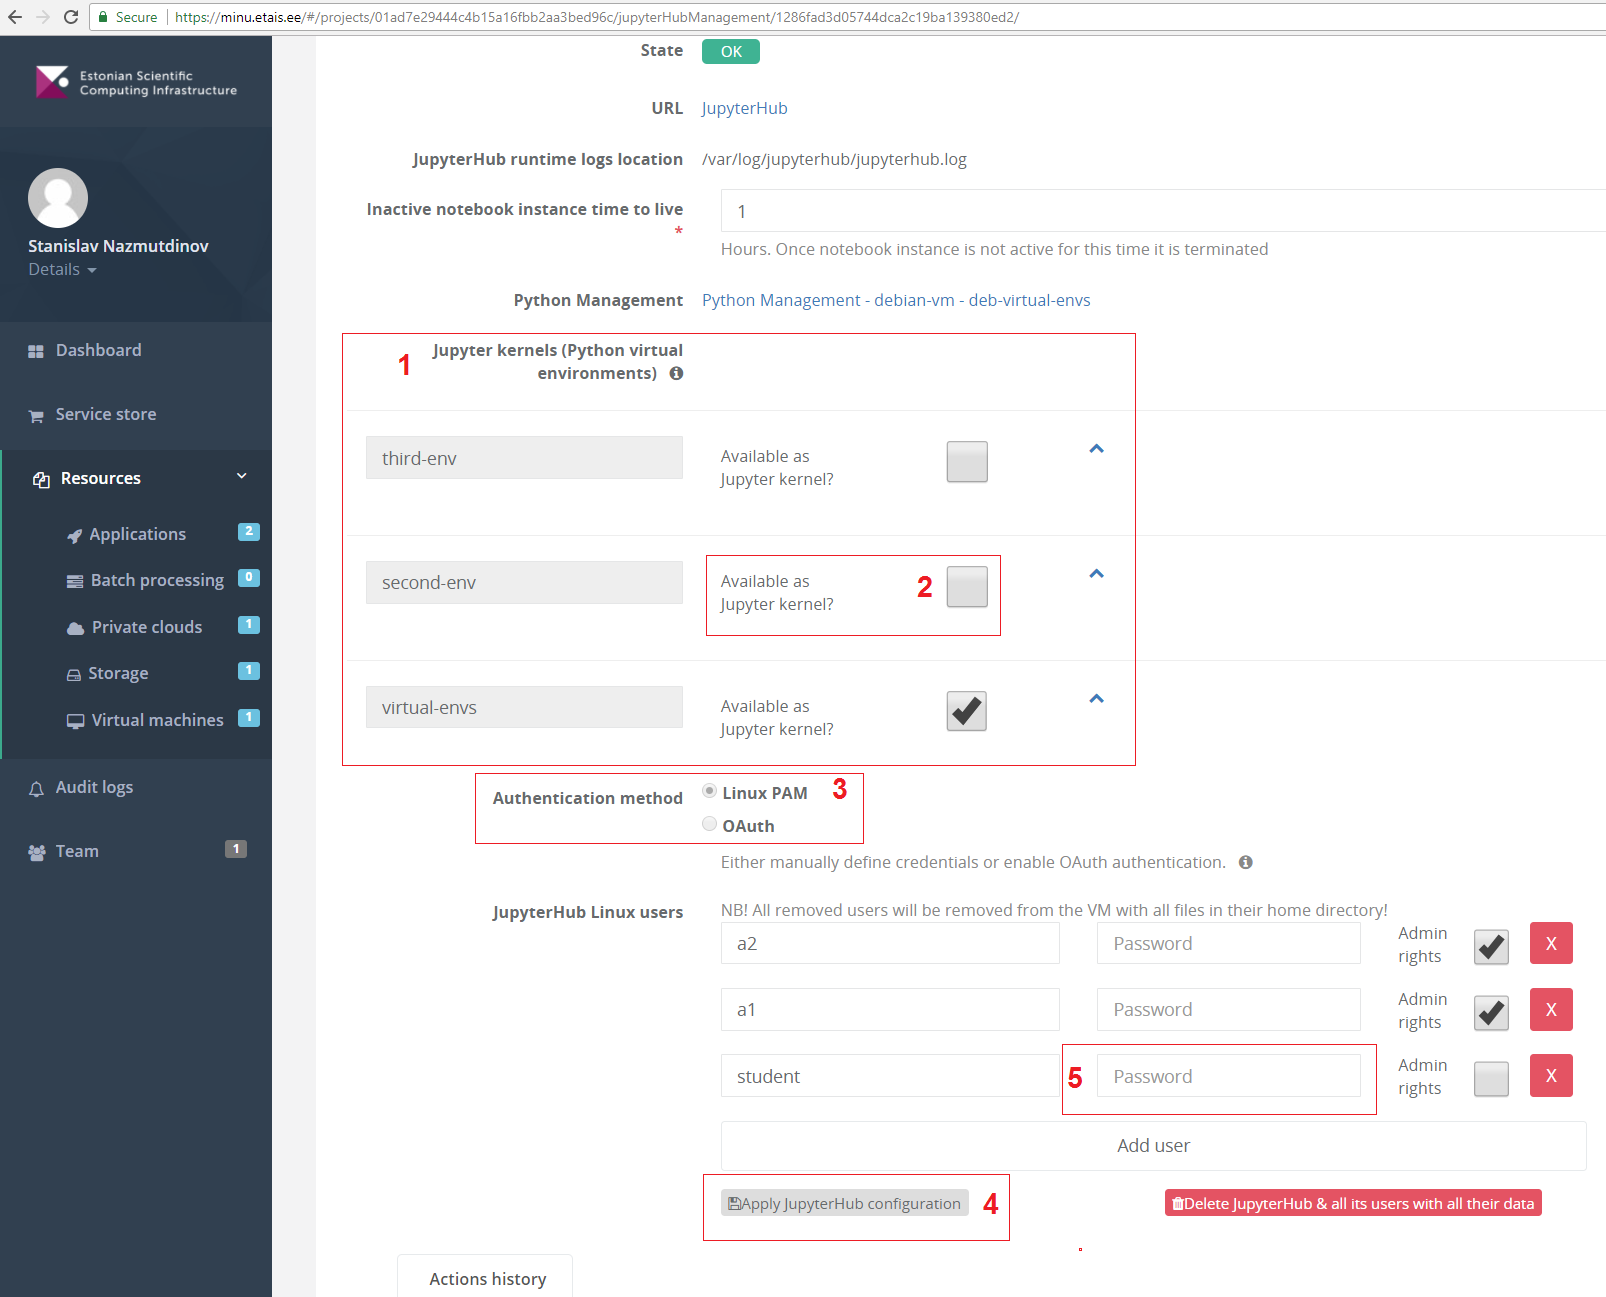 Secure https://minu.etais.ee/#/projects/01ad7e29444c4b15a16fbb2aa3bed96c/jupyterHubManagement/1286fad3d05744dca2c19ba139380ed2/
Estonian Scientific
Computing Infrastructure
Stanislav Nazmutdinov
Details
Dashboard
Service store
Resources
Applications 2
Batch processing 0
Private clouds 1
Storage 1
Virtual machines 1
Audit logs
Team 1
State OK
URL JupyterHub
JupyterHub runtime logs location /var/log/jupyterhub/jupyterhub.log
Inactive notebook instance time to live * 1
Hours. Once notebook instance is not active for this time it is terminated
Python Management Python Management - debian-vm - deb-virtual-envs
1 Jupyter kernels (Python virtual
environments)
third-env Available as
Jupyter kernel?
second-env Available as
Jupyter kernel? 2
virtual-envs Available as
Jupyter kernel?
Authentication method Linux PAM 3
OAuth
Either manually define credentials or enable OAuth authentication.
JupyterHub Linux users NB! All removed users will be removed from the VM with all files in their home directory!
a2 Password Admin
rights X
a1 Password Admin
rights X
student 5 Password Admin
rights X
Add user
Apply JupyterHub configuration 4 Delete JupyterHub & all its users with all their data
Actions history